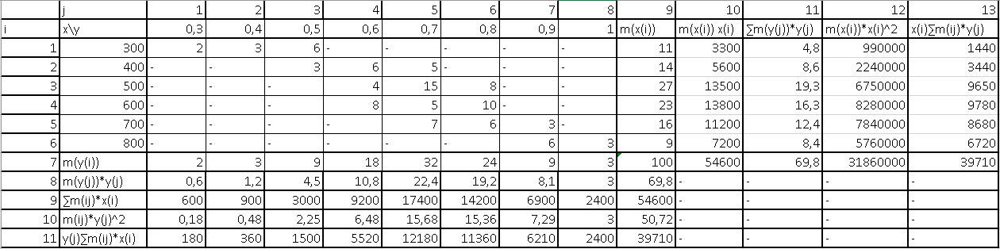 j 1 2 3 4 5 6 7 8 9 10 11 12 13
i x\y 0,3 0,4 0,5 0,6 0,7 0,8 0,9 1 m(x(i)) m(x(i)) x(i) ∑m(y(j))*y(j) m(x(i))*x(i)^2 x(i)∑m(ij)*y(j)
1 300 2 3 6 - - - - - 11 3300 4,8 990000 1440
2 400 - - 3 6 5 - - - 14 5600 8,6 2240000 3440
3 500 - - - 4 15 8 - - 27 13500 19,3 6750000 9650
4 600 - - - 8 5 10 - - 23 13800 16,3 8280000 9780
5 700 - - - - 7 6 3 - 16 11200 12,4 7840000 8680
6 800 - - - - - - 6 3 9 7200 8,4 5760000 6720
7 m(y(i)) 2 3 9 18 32 24 9 3 100 54600 69,8 31860000 39710
8 m(y(j))*y(j) 0,6 1,2 4,5 10,8 22,4 19,2 8,1 3 69,8 - - - -
9 ∑m(ij)*x(i) 600 900 3000 9200 17400 14200 6900 2400 54600 - - - -
10 m(ij)*y(j)^2 0,18 0,48 2,25 6,48 15,68 15,36 7,29 3 50,72 - - - -
11 y(j)∑m(ij)*x(i) 180 360 1500 5520 12180 11360 6210 2400 39710 - - - -